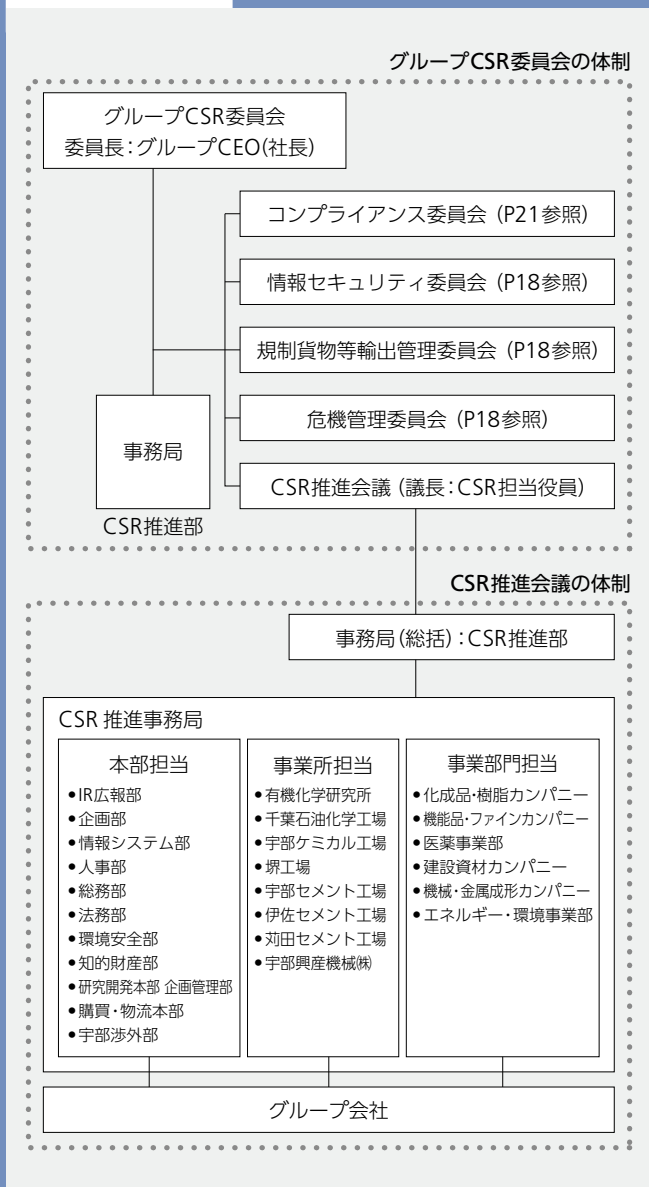 グループCSR委員会の体制
グループCSR委員会
委員長：グループCEO(社長)
コンプライアンス委員会（P21参照）
情報セキュリティ委員会（P18参照）
規制貨物等輸出管理委員会（P18参照）
危機管理委員会（P18参照）
CSR推進会議（議長：CSR担当役員）
事務局
CSR推進部
CSR推進会議の体制
事務局（総括）：CSR推進部
CSR 推進事務局
本部担当
●IR広報部
●企画部
●情報システム部
●人事部
●総務部
●法務部
●環境安全部
●知的財産部
●研究開発本部 企画管理部
●購買・物流本部
●宇部渉外部
事業所担当
●有機化学研究所
●千葉石油化学工場
●宇部ケミカル工場
●堺工場
●宇部セメント工場
●伊佐セメント工場
●苅田セメント工場
●宇部興産機械㈱
事業部門担当
●化成品・樹脂カンパニー
●機能品・ファインカンパニー
●医薬事業部
●建設資材カンパニー
●機械・金属成形カンパニー
●エネルギー・環境事業部
グループ会社